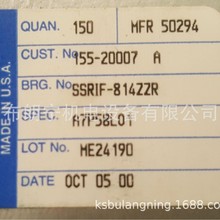 QUAN. 150 MFR 50294
CUST. NO. 155-20007 A
BRG. NO. SSRIF-8142ZR
SPEC. A7P58L01
LOT NO. ME24190
DATE OCT 05 00
MADE IN U.S.A.
ksbulangning.1688.com